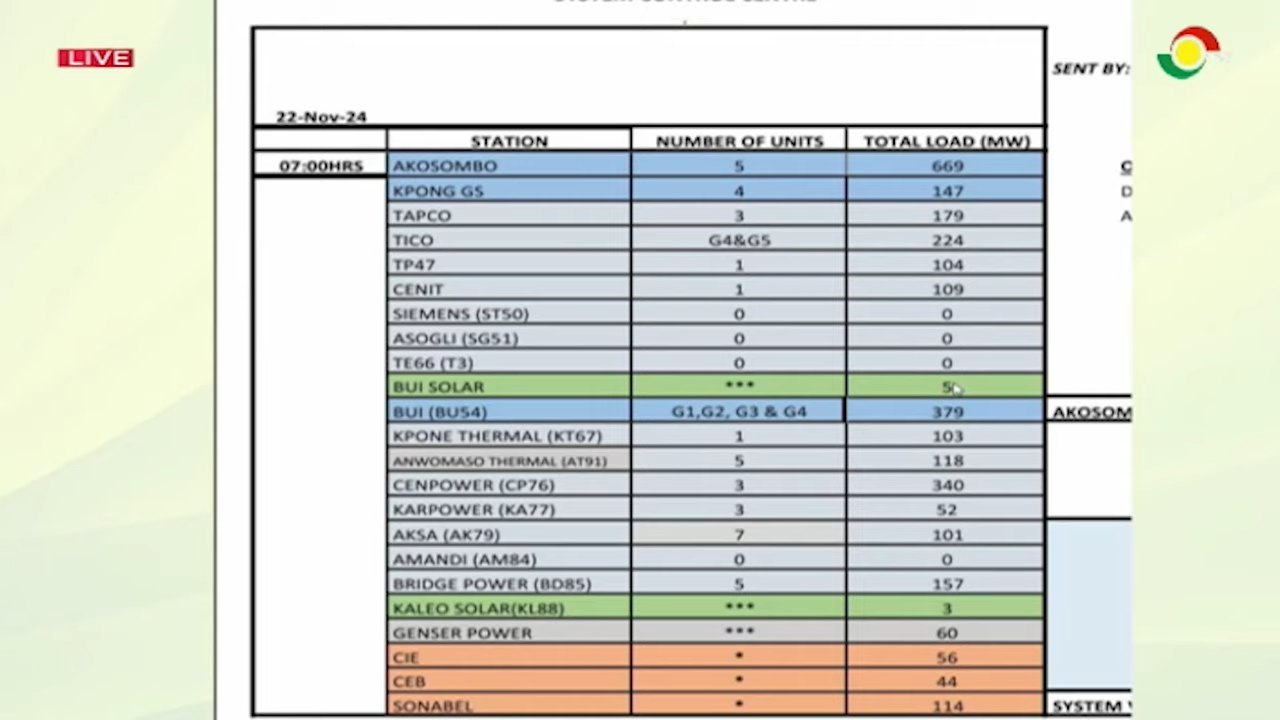 LIVE
SENT BY:
22-Nov-24
STATION NUMBER OF UNITS TOTAL LOAD (MW)
07:00HRS AKOSOMBO 5 669
KPONG GS 4 147
TAPCO 3 179
TICO G4&G5 224
TP47 1 104
CENIT 1 109
SIEMENS (ST50) 0 0
ASOGLI (SG51) 0 0
TE66 (T3) 0 0
BUI SOLAR *** 5
BUI (BU54) G1,G2, G3 & G4 379
AKOSOM
KPONE THERMAL (KT67) 1 103
ANWOMASO THERMAL (AT91) 5 118
CENPOWER (CP76) 3 340
KARPOWER (KA77) 3 52
AKSA (AK79) 7 101
AMANDI (AM84) 0 0
BRIDGE POWER (BD85) 5 157
KALEO SOLAR(KL88) *** 3
GENSER POWER *** 60
CIE * 56
CEB * 44
SONABEL * 114
SYSTEM